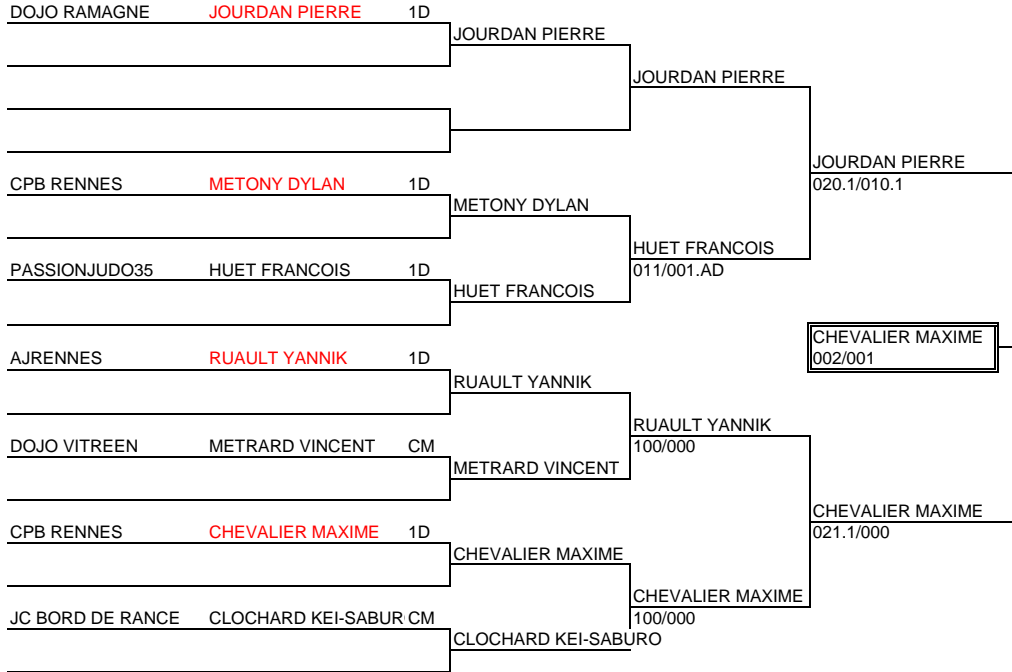 DOJO RAMAGNE JOURDAN PIERRE 1D
JOURDAN PIERRE
JOURDAN PIERRE
JOURDAN PIERRE
020.1/010.1
CPB RENNES METONY DYLAN 1D
METONY DYLAN
HUET FRANCOIS
011/001.AD
PASSIONJUDO35 HUET FRANCOIS 1D
HUET FRANCOIS
CHEVALIER MAXIME
002/001
AJRENNES RUAULT YANNIK 1D
RUAULT YANNIK
RUAULT YANNIK
100/000
DOJO VITREEN METRARD VINCENT CM
METRARD VINCENT
CHEVALIER MAXIME
021.1/000
CPB RENNES CHEVALIER MAXIME 1D
CHEVALIER MAXIME
CHEVALIER MAXIME
100/000
JC BORD DE RANCE CLOCHARD KEI-SABUR CM
CLOCHARD KEI-SABURO